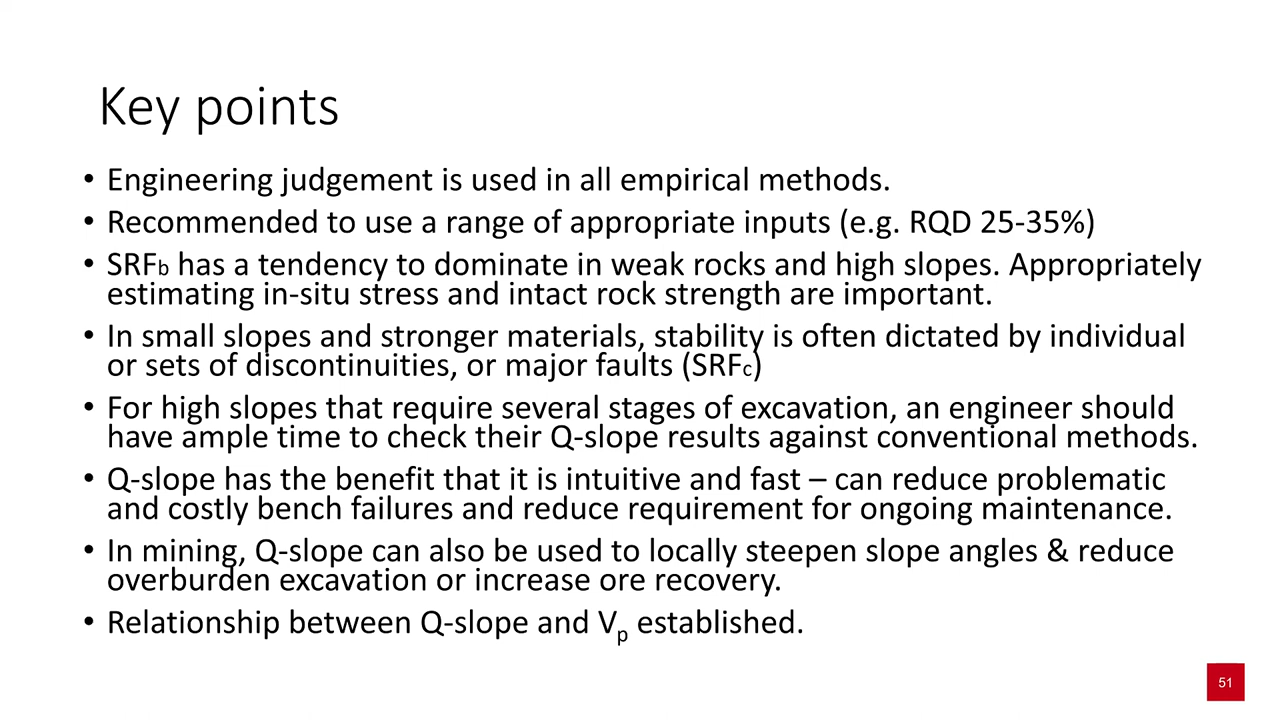 Key points
• Engineering judgement is used in all empirical methods.
• Recommended to use a range of appropriate inputs (e.g. RQD 25-35%)
• SRFb has a tendency to dominate in weak rocks and high slopes. Appropriately
estimating in-situ stress and intact rock strength are important.
• In small slopes and stronger materials, stability is often dictated by individual
or sets of discontinuities, or major faults (SRFc)
• For high slopes that require several stages of excavation, an engineer should
have ample time to check their Q-slope results against conventional methods.
• Q-slope has the benefit that it is intuitive and fast – can reduce problematic
and costly bench failures and reduce requirement for ongoing maintenance.
• In mining, Q-slope can also be used to locally steepen slope angles & reduce
overburden excavation or increase ore recovery.
• Relationship between Q-slope and Vp established.
51